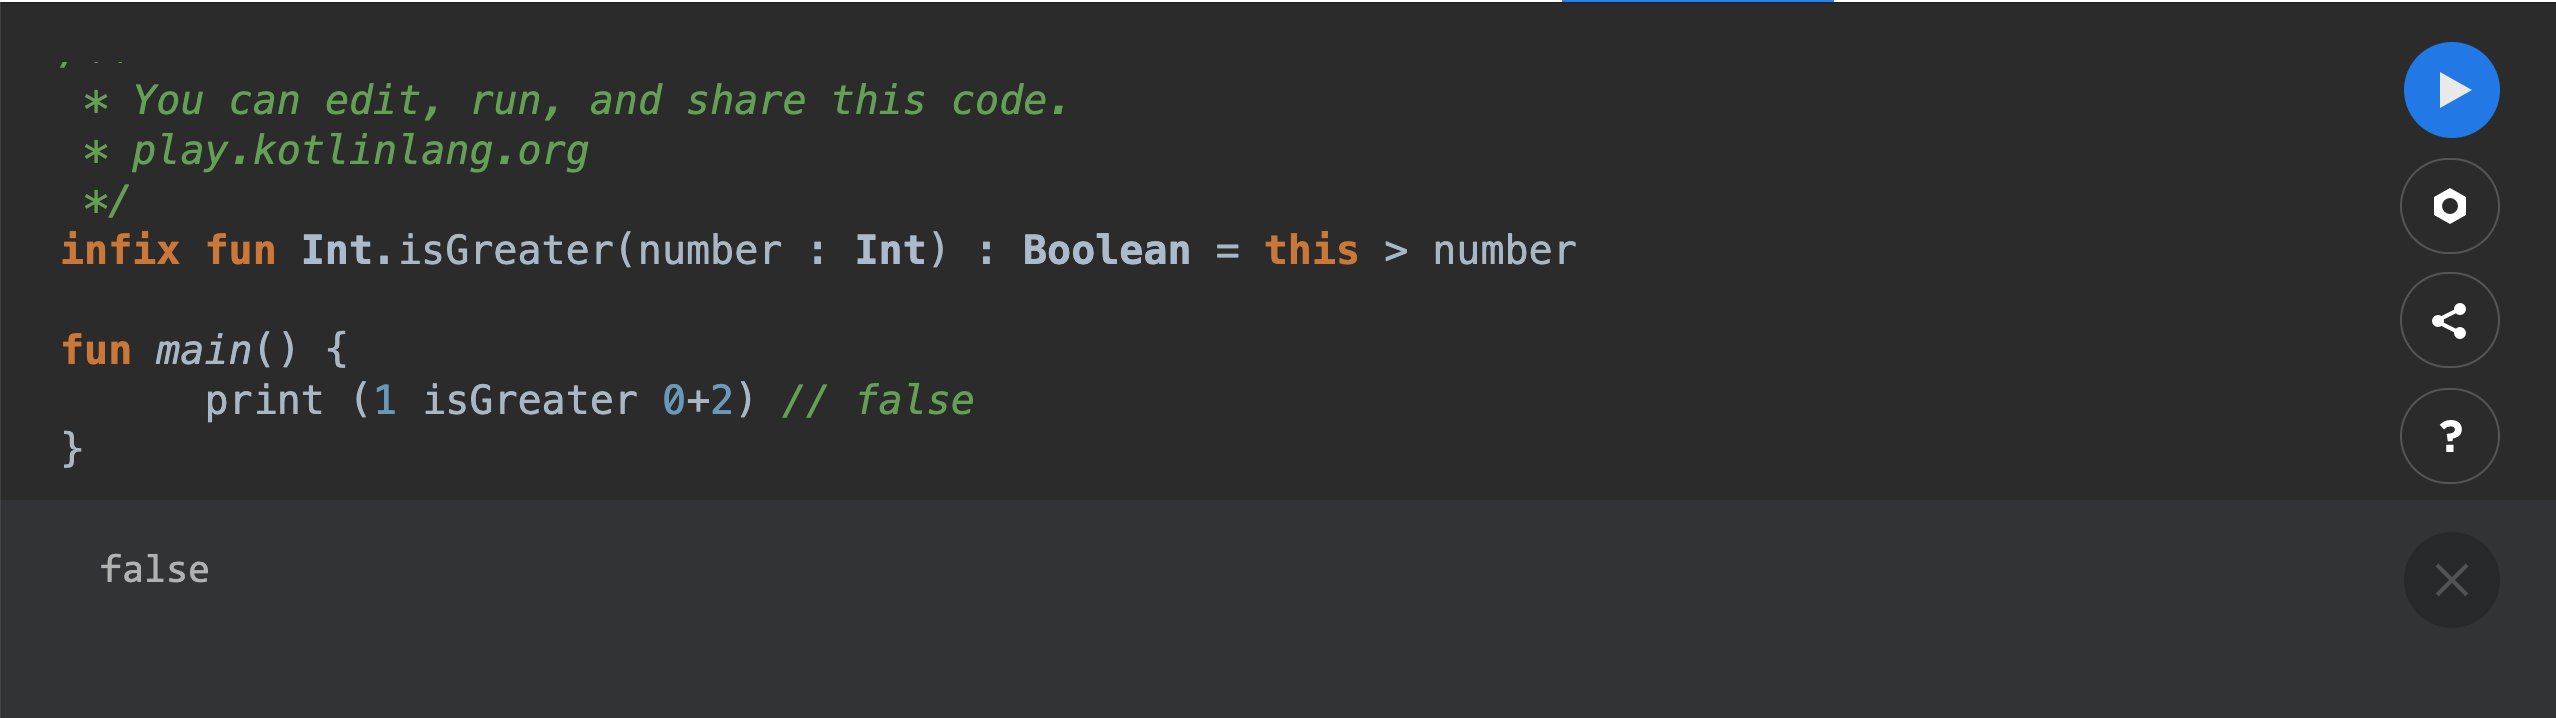 * You can edit, run, and share this code.
* play.kotlinlang.org
*/
infix fun Int.isGreater(number : Int) : Boolean = this > number
fun main() {
print (1 isGreater 0+2) // false
}
?
false